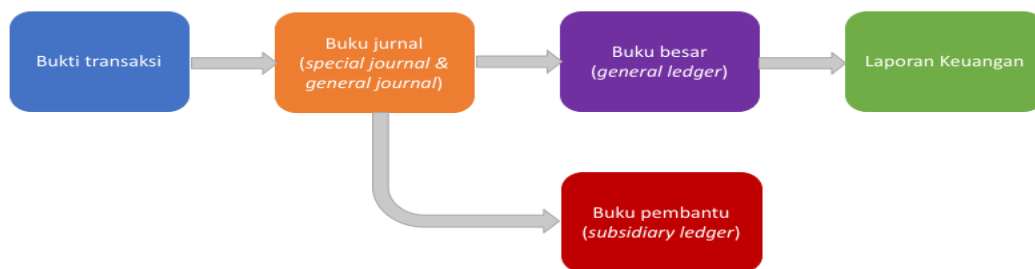 Bukti transaksi
Buku jurnal
(special journal &
general journal)
Buku besar
(general ledger)
Laporan Keuangan
Buku pembantu
(subsidiary ledger)